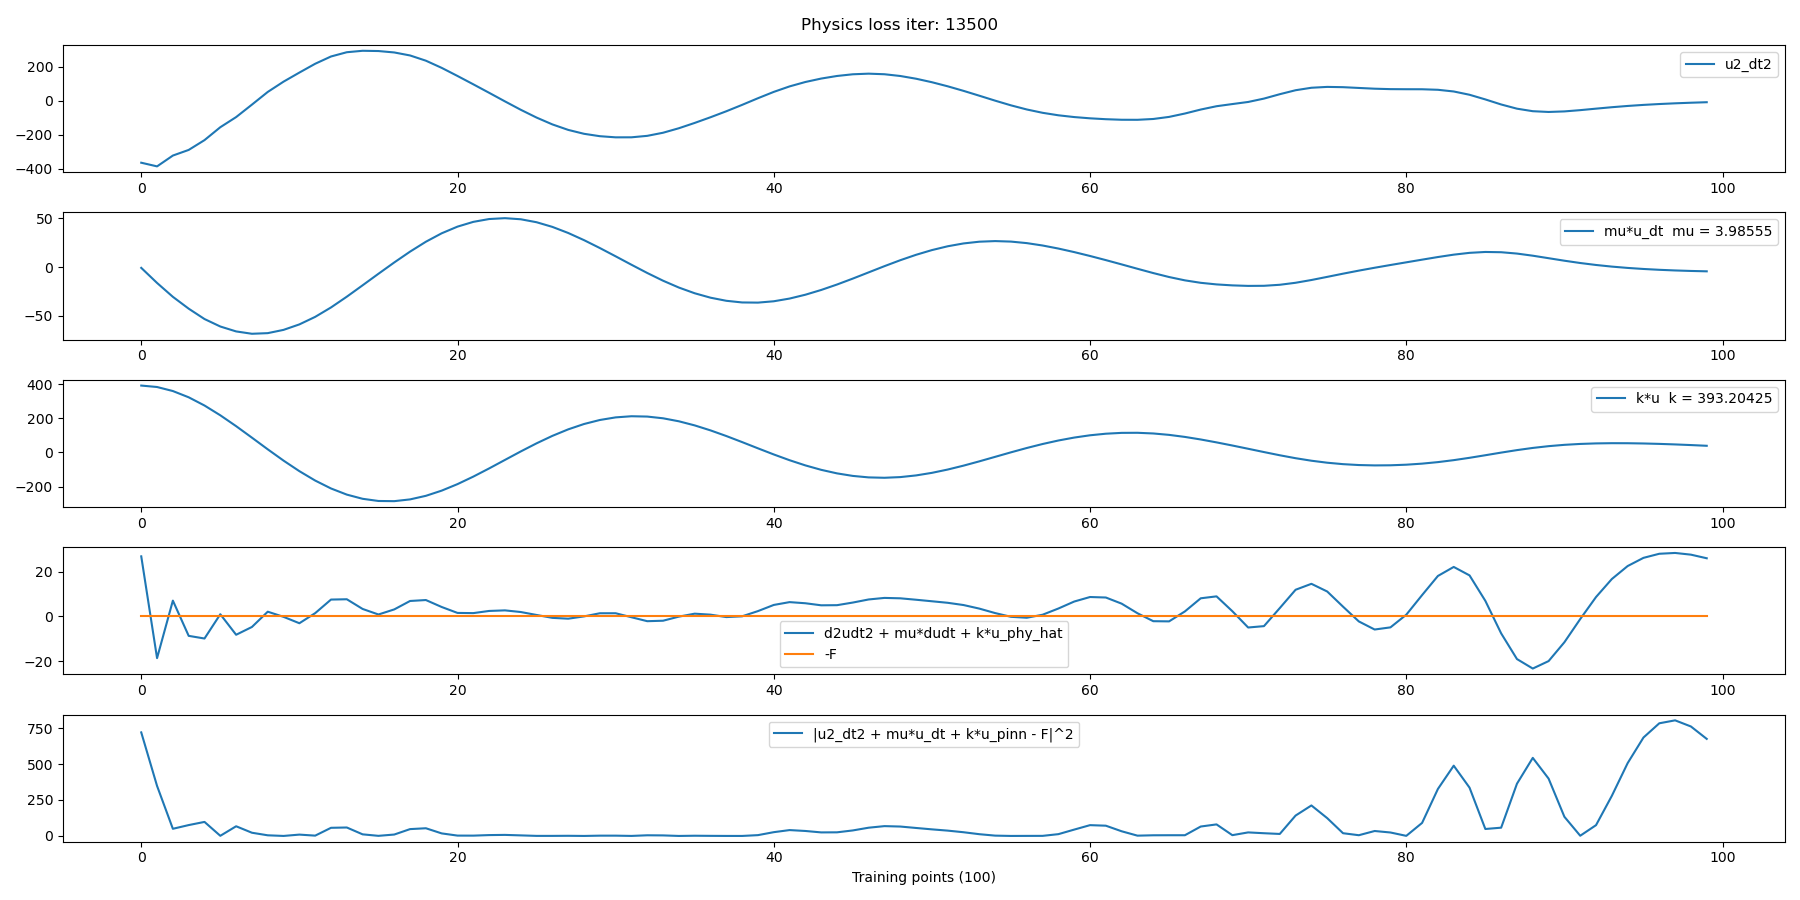 Physics loss iter: 13500
200
0
−200
−400
u2_dt2
0 20 40 60 80 100
50
0
−50
mu*u_dt  mu = 3.98555
0 20 40 60 80 100
400
200
0
−200
k*u  k = 393.20425
0 20 40 60 80 100
20
0
−20
d2udt2 + mu*dudt + k*u_phy_hat
-F
0 20 40 60 80 100
750
500
250
0
|u2_dt2 + mu*u_dt + k*u_pinn - F|^2
0 20 40 60 80 100
Training points (100)